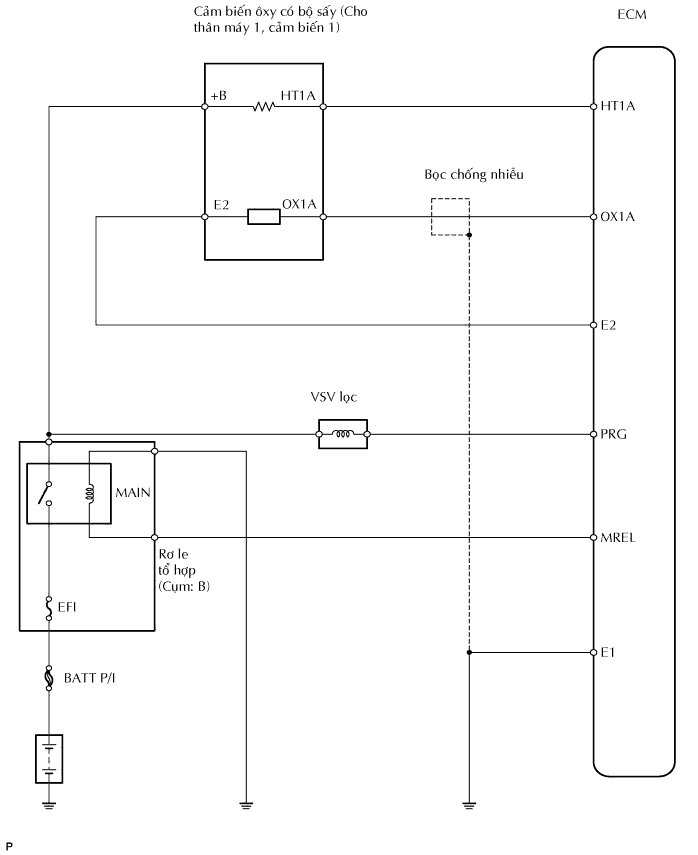 Cảm biến ôxy có bộ sấy (Cho
thân máy 1, cảm biến 1)
ECM
+B
HT1A
HT1A
Bọc chống nhiễu
E2
OX1A
OX1A
E2
VSV lọc
PRG
MAIN
MREL
Rơ le
tổ hợp
(Cụm: B)
EFI
E1
BATT P/I
P